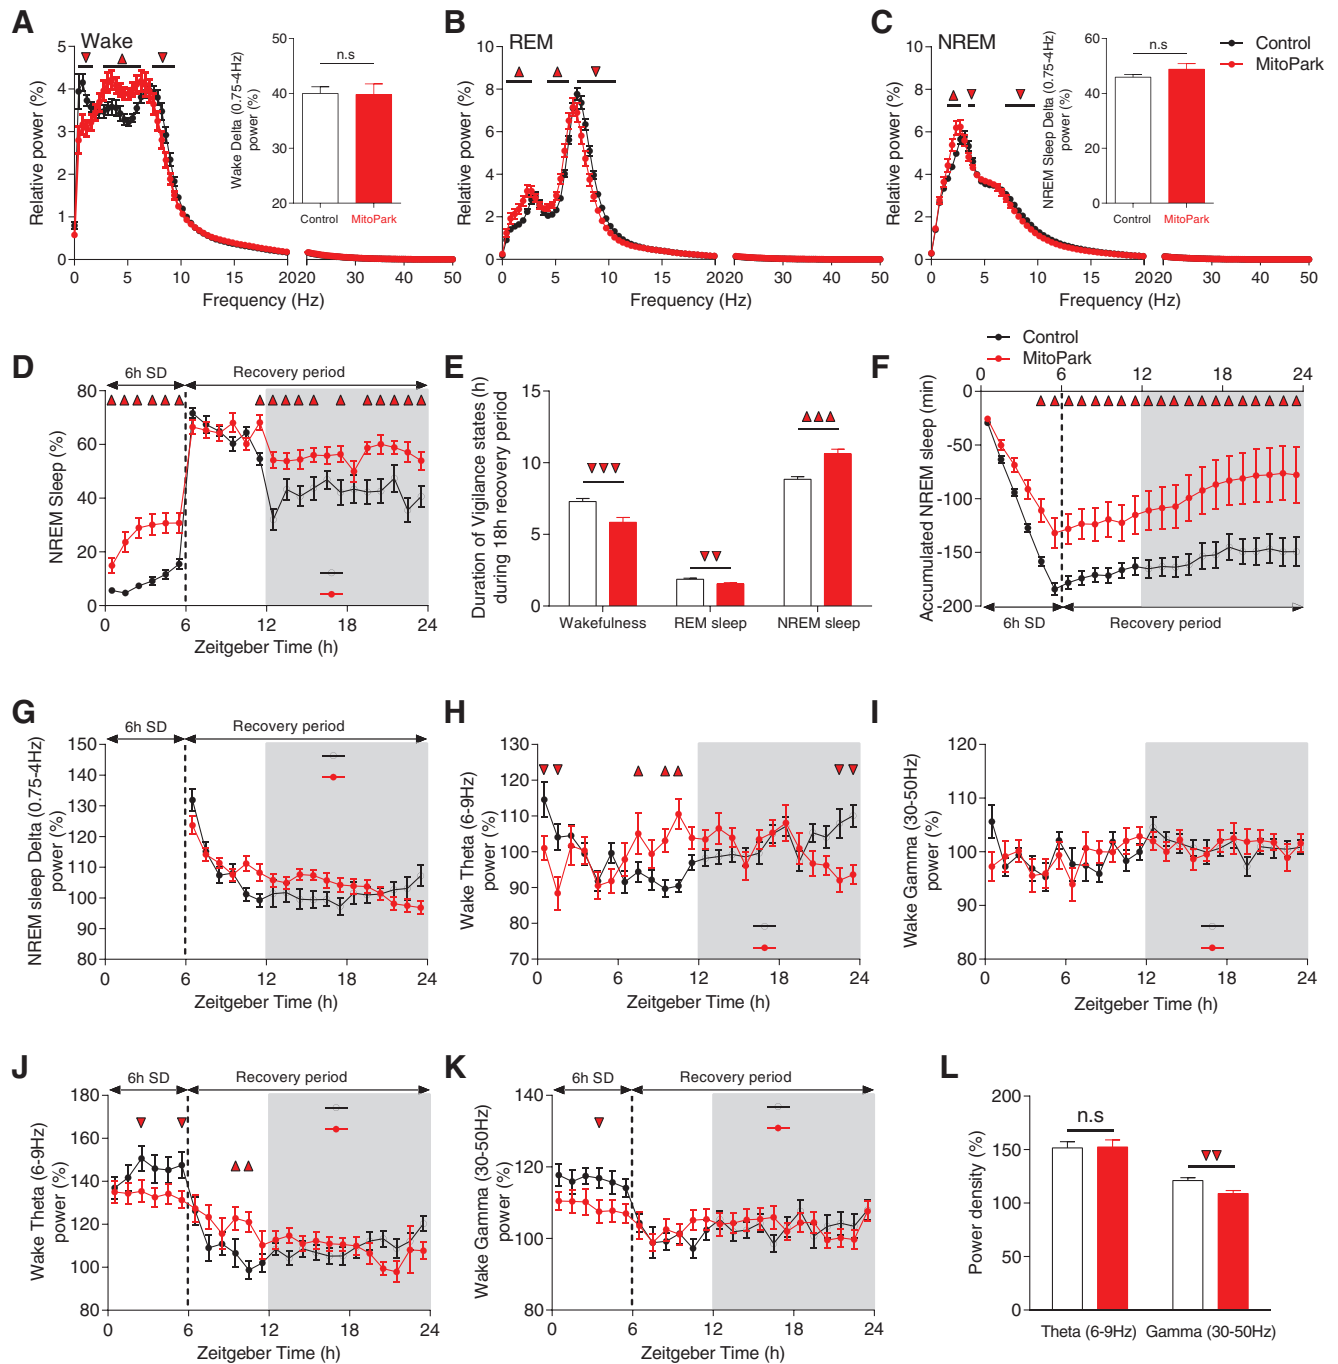 A
Wake
Relative power (%)
5
4
3
2
1
0
0 5 10 15 20 20 30 40 50
Frequency (Hz)
Wake Delta (0.75-4Hz)
power (%)
50
40
30
20
n.s
Control MitoPark
B
REM
Relative power (%)
10
8
6
4
2
0
0 5 10 15 20 20 30 40 50
Frequency (Hz)
C
NREM
Relative power (%)
10
8
6
4
2
0
0 5 10 15 20 20 30 40 50
Frequency (Hz)
NREM Sleep Delta (0.75-4Hz)
power (%)
60
40
20
0
n.s
Control MitoPark
Control
MitoPark
D
6h SD Recovery period
NREM Sleep (%)
80
60
40
20
0
0 6 12 18 24
Zeitgeber Time (h)
E
Duration of Vigilance states (h)
during 18h recovery period
15
10
5
0
Wakefulness REM sleep NREM sleep
Control
MitoPark
F
0 6 12 18 24
Accumulated NREM sleep (min)
0
-50
-100
-150
-200
6h SD Recovery period
G
6h SD Recovery period
NREM sleep Delta (0.75-4Hz)
power (%)
150
140
130
120
110
100
90
80
0 6 12 18 24
Zeitgeber Time (h)
H
Wake Theta (6-9Hz)
power (%)
130
120
110
100
90
80
70
0 6 12 18 24
Zeitgeber Time (h)
I
Wake Gamma (30-50Hz)
power (%)
120
110
100
90
80
0 6 12 18 24
Zeitgeber Time (h)
J
6h SD Recovery period
Wake Theta (6-9Hz)
power (%)
180
160
140
120
100
80
0 6 12 18 24
Zeitgeber Time (h)
K
6h SD Recovery period
Wake Gamma (30-50Hz)
power (%)
140
120
100
80
0 6 12 18 24
Zeitgeber Time (h)
L
Power density (%)
200
150
100
50
0
n.s
Theta (6-9Hz) Gamma (30-50Hz)